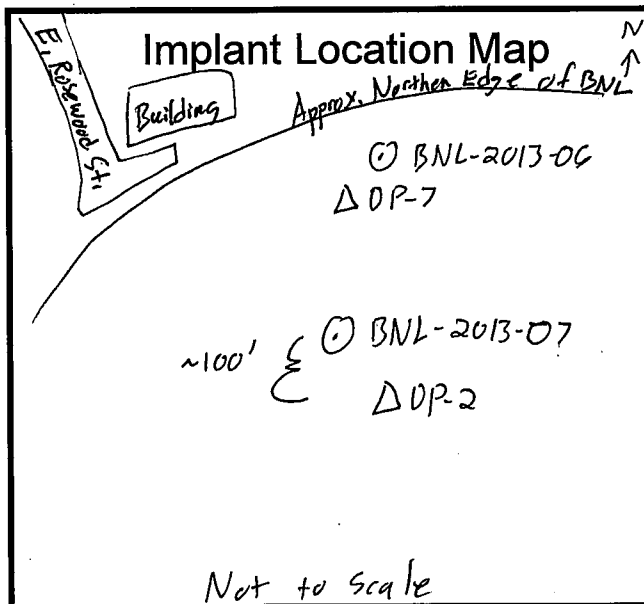 Implant Location Map
N
E. Rosewood St.
Building
Approx. Northen Edge of BNL
BNL-2013-06
DP-7
~100'
BNL-2013-07
DP-2
Not to scale